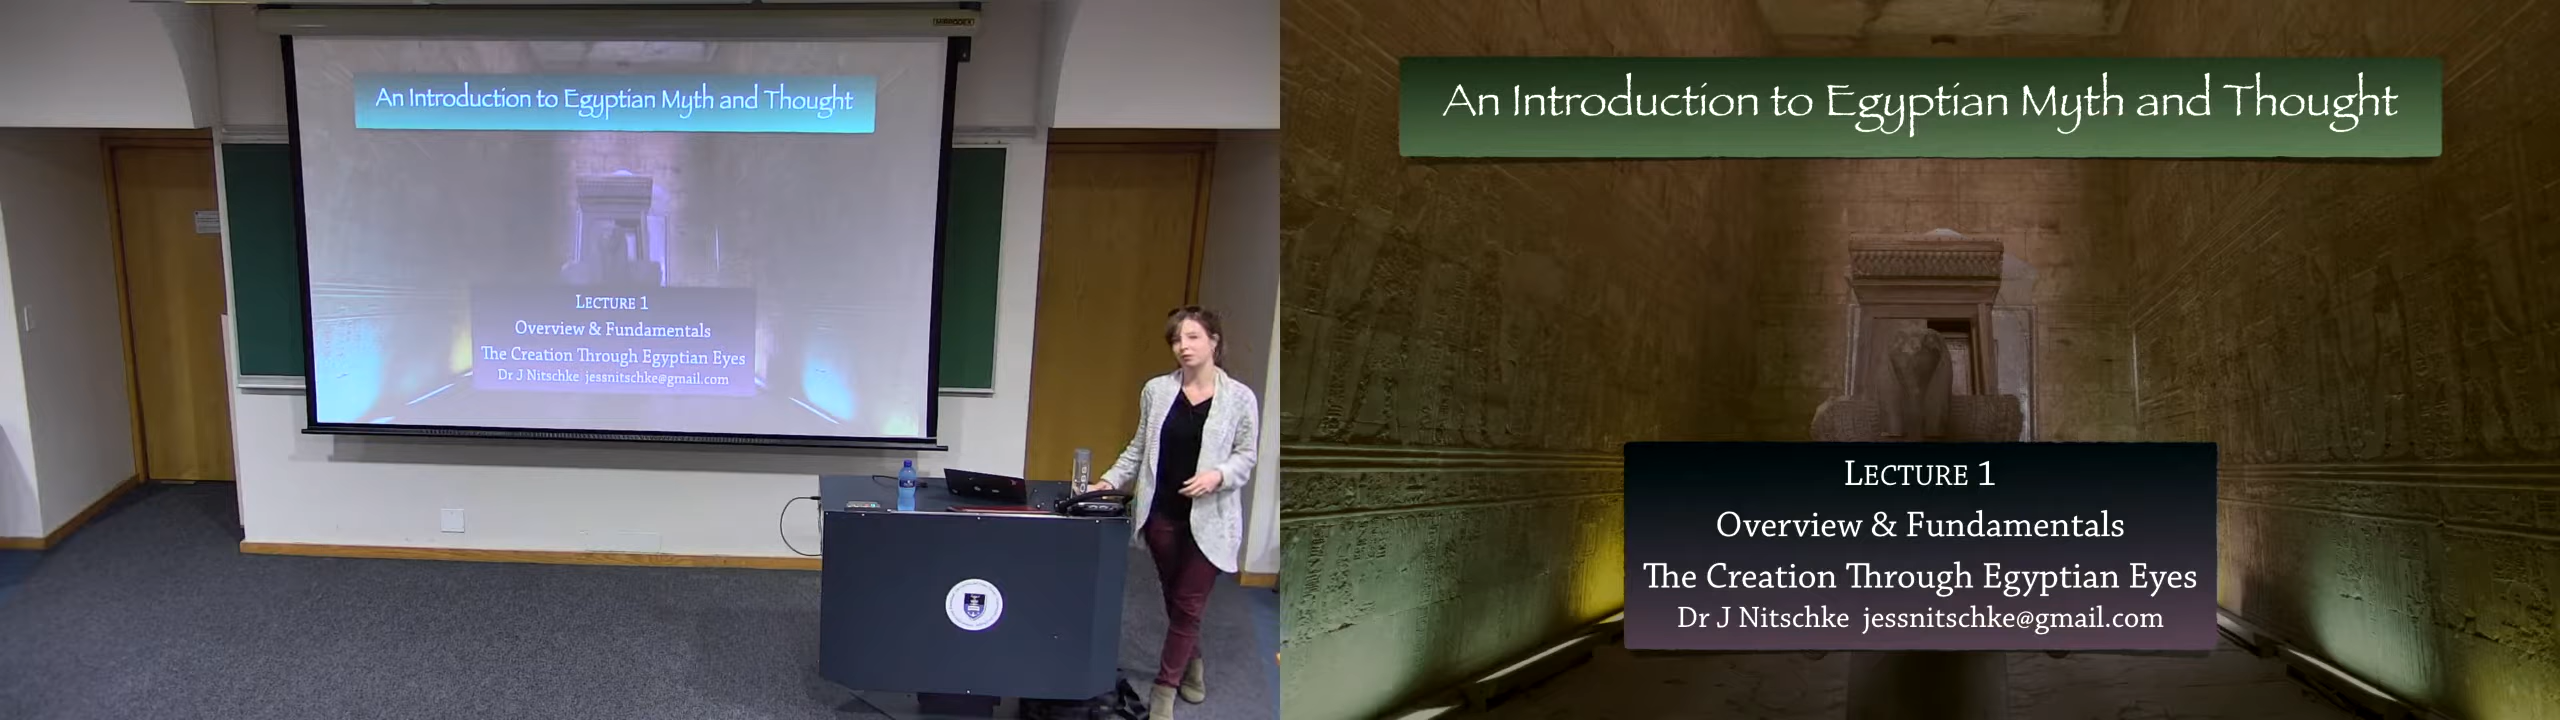 An Introduction to Egyptian Myth and Thought
LECTURE 1
Overview & Fundamentals
The Creation Through Egyptian Eyes
Dr J Nitschke jessnitschke@gmail.com
An Introduction to Egyptian Myth and Thought
LECTURE 1
Overview & Fundamentals
The Creation Through Egyptian Eyes
Dr J Nitschke jessnitschke@gmail.com